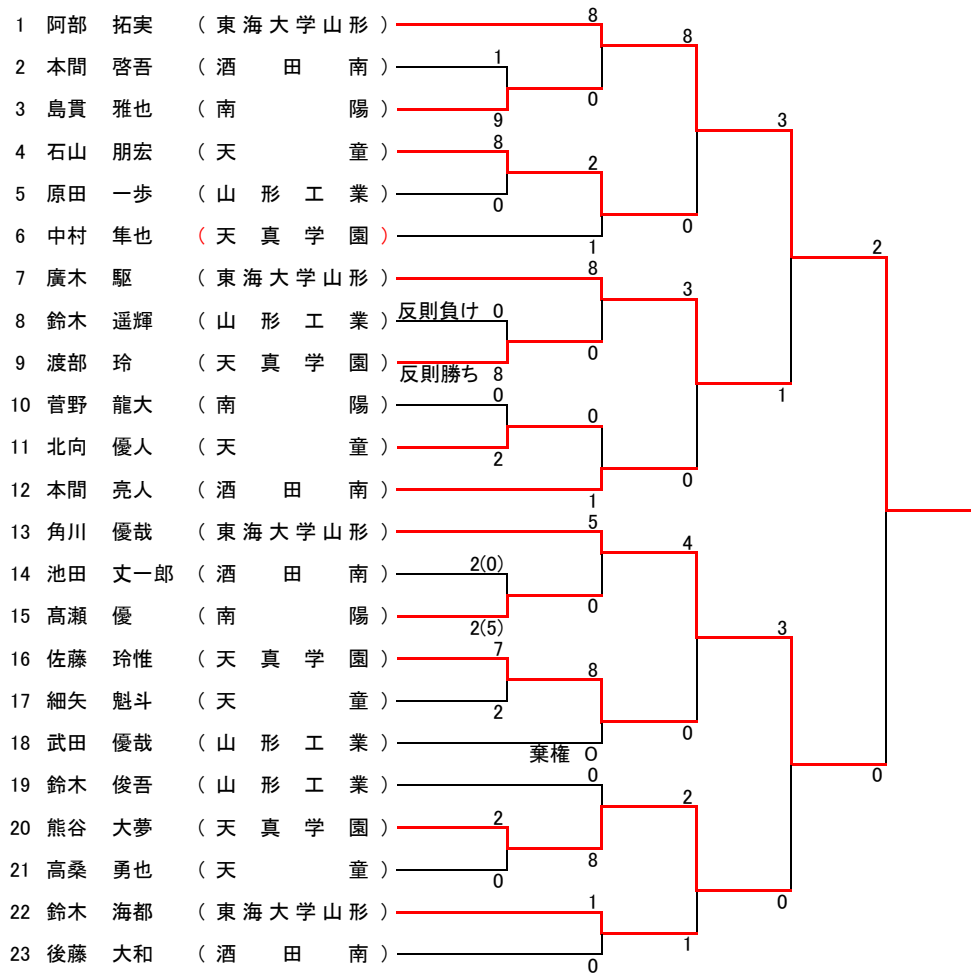 1 阿部 拓実 ( 東海大学山形 ) 8
8
2 本間 啓吾 ( 酒田南 ) 1
0
3 島貫 雅也 ( 南陽 ) 9
3
4 石山 朋宏 ( 天童 ) 8
2
5 原田 一歩 ( 山形工業 ) 0
0
6 中村 隼也 ( 天真学園 ) 1
2
7 廣木 駆 ( 東海大学山形 ) 8
3
8 鈴木 遥輝 ( 山形工業 ) 反則負け 0
0
9 渡部 玲 ( 天真学園 ) 反則勝ち 8
1
10 菅野 龍大 ( 南陽 ) 0
0
11 北向 優人 ( 天童 ) 2
0
12 本間 亮人 ( 酒田南 ) 1
13 角川 優哉 ( 東海大学山形 ) 5
4
14 池田 丈一郎 ( 酒田南 ) 2(0)
0
15 髙瀬 優 ( 南陽 ) 2(5)
3
16 佐藤 玲惟 ( 天真学園 ) 7
8
17 細矢 魁斗 ( 天童 ) 2
0
18 武田 優哉 ( 山形工業 ) 棄権 0
0
19 鈴木 俊吾 ( 山形工業 ) 0
2
20 熊谷 大夢 ( 天真学園 ) 2
8
21 高桑 勇也 ( 天童 ) 0
0
22 鈴木 海都 ( 東海大学山形 ) 1
1
23 後藤 大和 ( 酒田南 ) 0